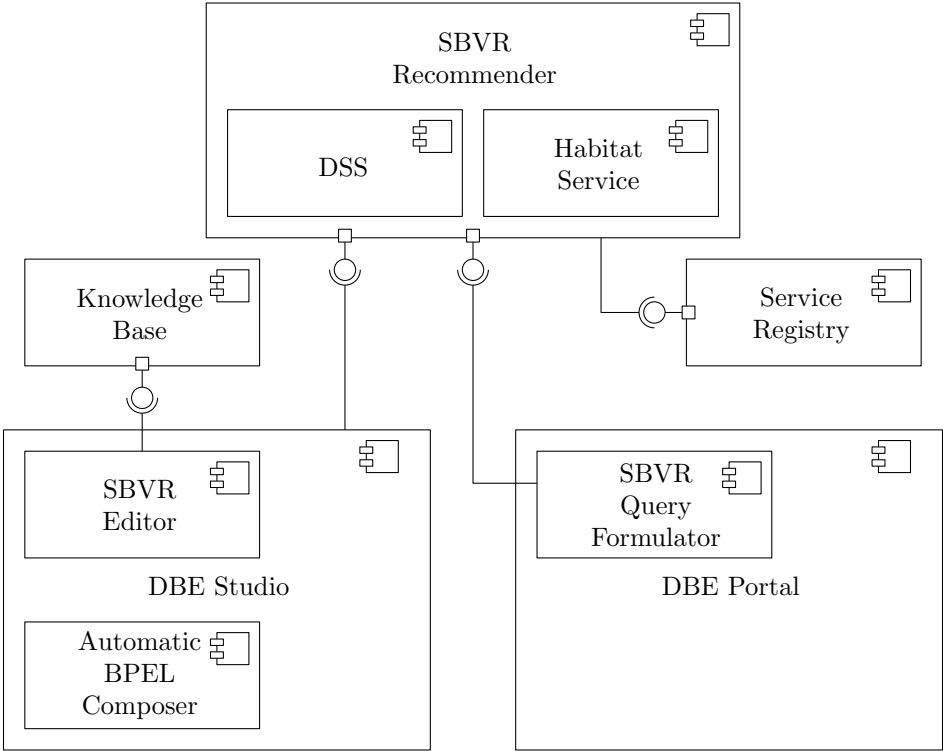 SBVR
Recommender
DSS
Habitat
Service
Knowledge
Base
Service
Registry
SBVR
Editor
SBVR
Query
Formulator
DBE Studio
DBE Portal
Automatic
BPEL
Composer